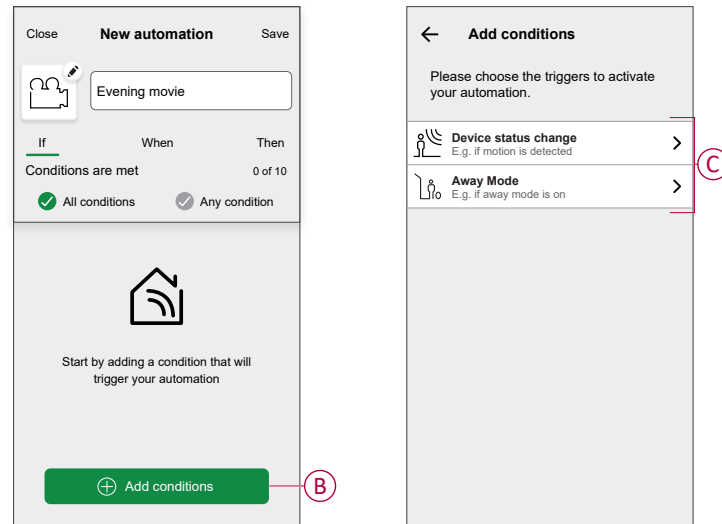 Close New automation Save
Evening movie
If When Then
Conditions are met 0 of 10
All conditions Any condition
Start by adding a condition that will
trigger your automation
Add conditions
B
Add conditions
Please choose the triggers to activate
your automation.
Device status change
E.g. if motion is detected
Away Mode
E.g. if away mode is on
C